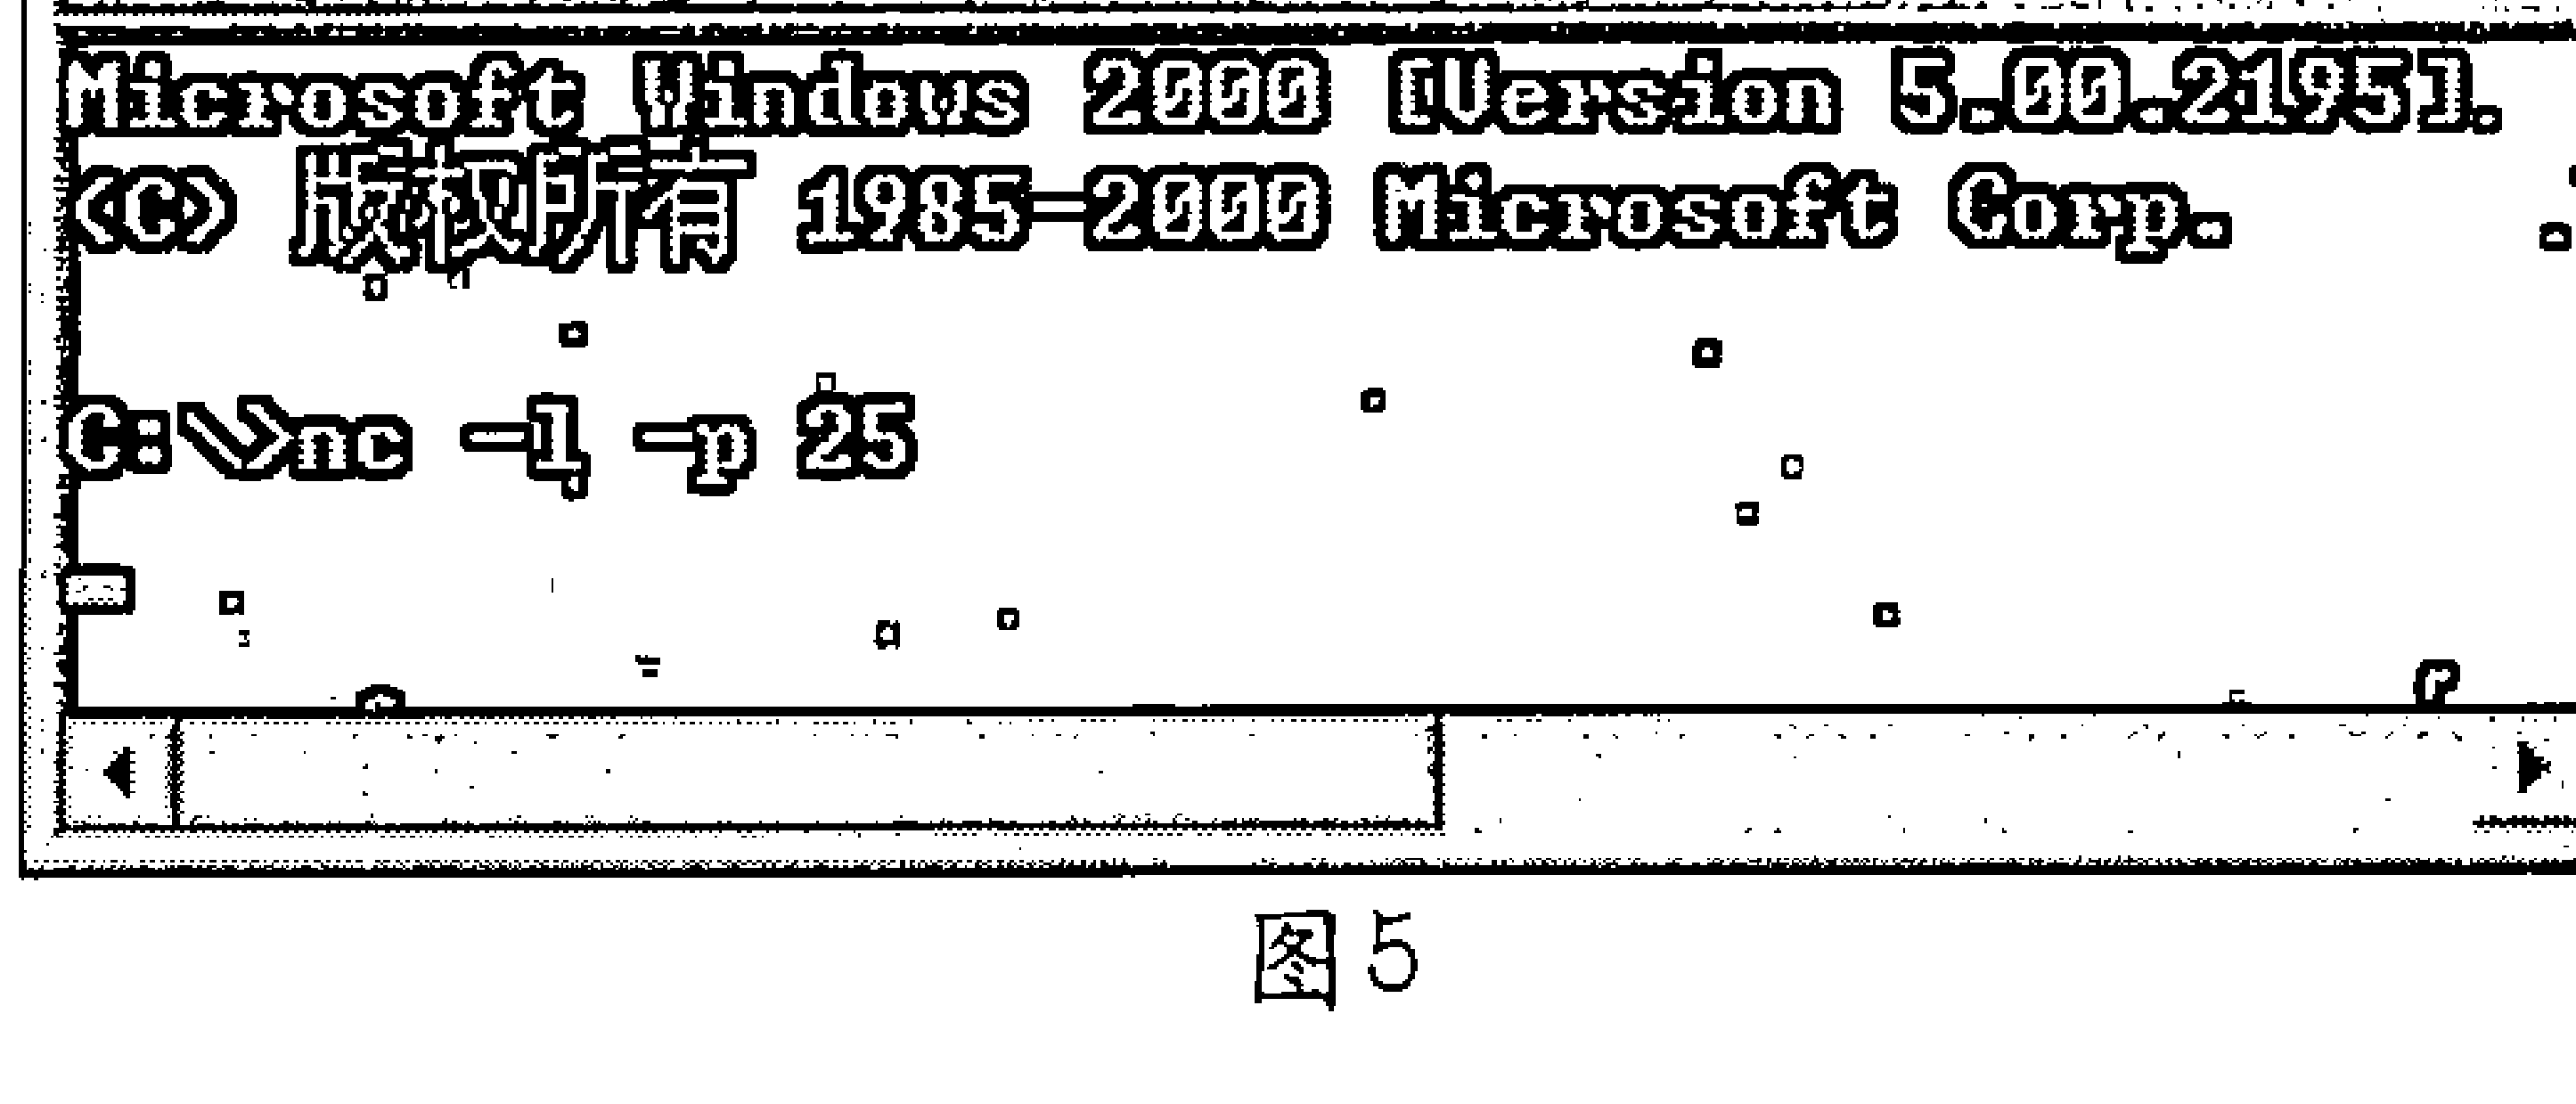 Microsoft Windows 2000 [Version 5.00.2195].
(C) 版权所有 1985-2000 Microsoft Corp.
C:\>nc -l -p 25
图 5